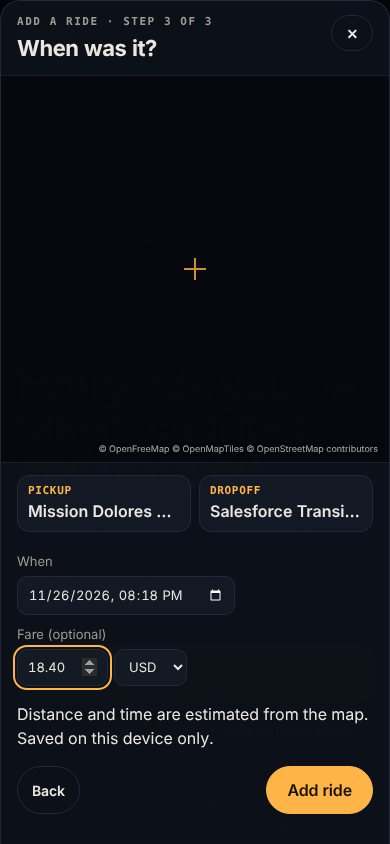 ADD A RIDE · STEP 3 OF 3
When was it?
© OpenFreeMap © OpenMapTiles © OpenStreetMap contributors
PICKUP
Mission Dolores ...
DROPOFF
Salesforce Transi...
When
11/26/2026, 08:18 PM
Fare (optional)
18.40
USD
Distance and time are estimated from the map.
Saved on this device only.
Back
Add ride